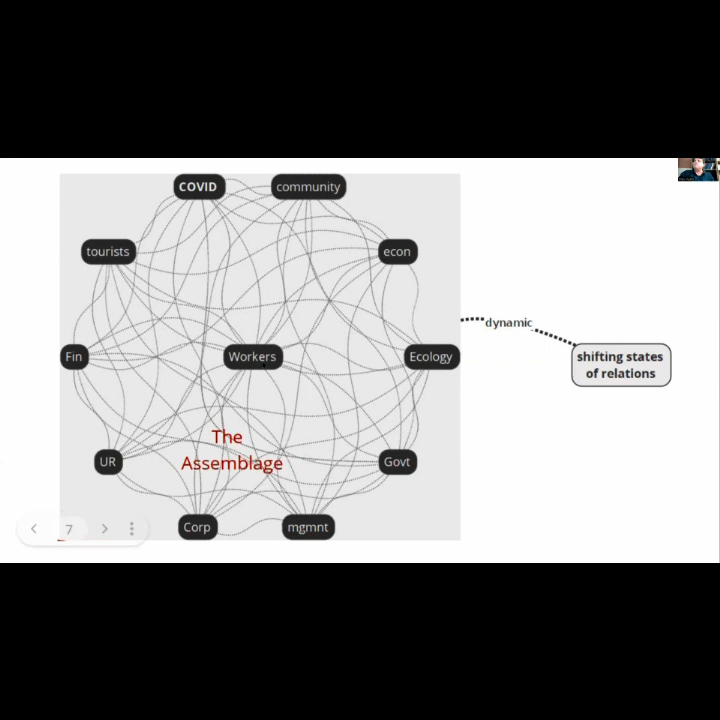 COVID
community
tourists
econ
dynamic
Fin
Workers
Ecology
shifting states
of relations
The
Assemblage
UR
Govt
Corp
mgmnt
7